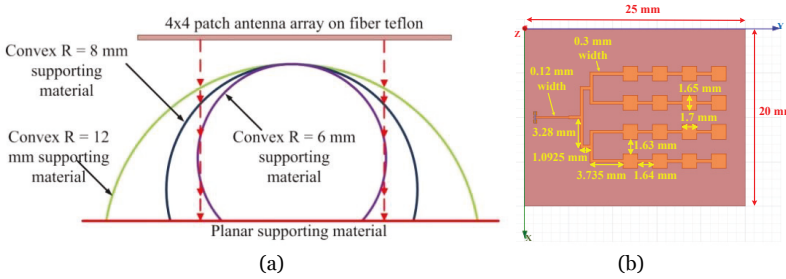 4x4 patch antenna array on fiber teflon
Convex R = 8 mm
supporting
material
Convex R = 12
mm supporting
material
Convex R = 6 mm
supporting
material
Planar supporting material
(a)
25 mm
Z
Y
0.3 mm
width
0.12 mm
width
1.65 mm
1.7 mm
20 mm
3.28 mm
1.63 mm
1.0925 mm
3.735 mm
1.64 mm
X
(b)